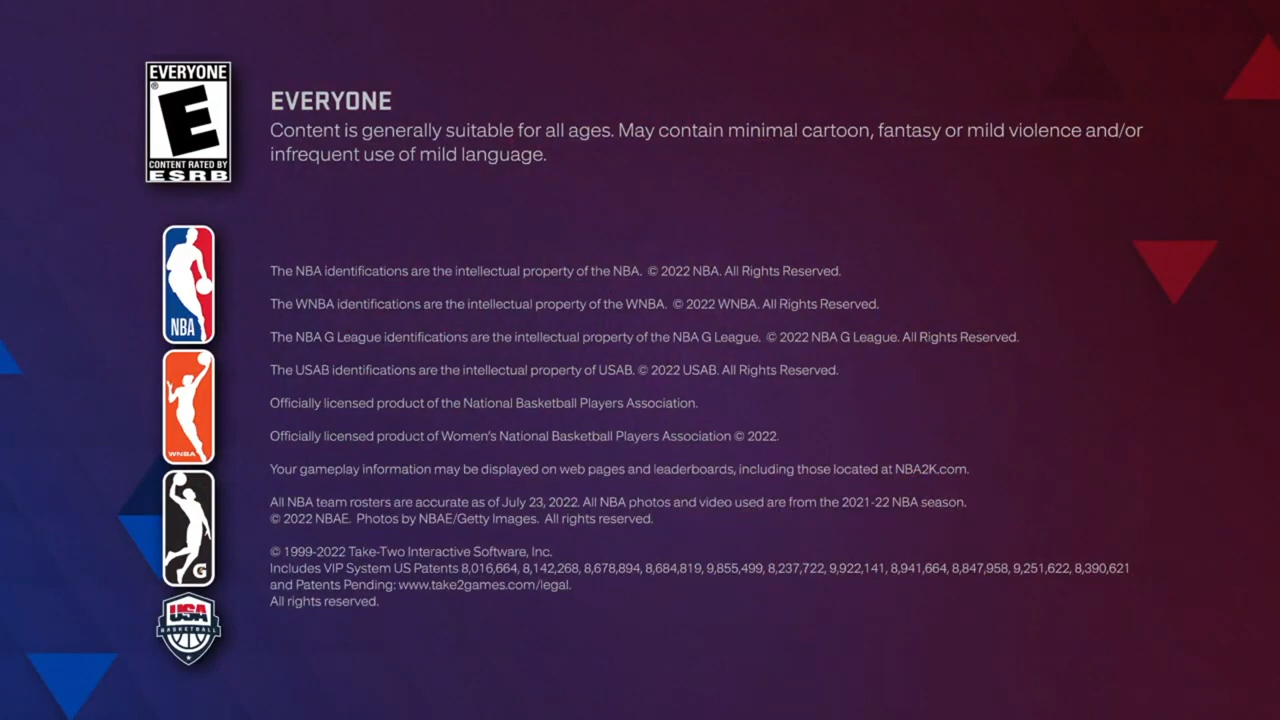 EVERYONE
E
®
CONTENT RATED BY
ESRB
EVERYONE
Content is generally suitable for all ages. May contain minimal cartoon, fantasy or mild violence and/or
infrequent use of mild language.
NBA
WNBA
G
USA
BASKETBALL
The NBA identifications are the intellectual property of the NBA. © 2022 NBA. All Rights Reserved.
The WNBA identifications are the intellectual property of the WNBA. © 2022 WNBA. All Rights Reserved.
The NBA G League identifications are the intellectual property of the NBA G League. © 2022 NBA G League. All Rights Reserved.
The USAB identifications are the intellectual property of USAB. © 2022 USAB. All Rights Reserved.
Officially licensed product of the National Basketball Players Association.
Officially licensed product of Women's National Basketball Players Association © 2022.
Your gameplay information may be displayed on web pages and leaderboards, including those located at NBA2K.com.
All NBA team rosters are accurate as of July 23, 2022. All NBA photos and video used are from the 2021-22 NBA season.
© 2022 NBAE. Photos by NBAE/Getty Images. All rights reserved.
© 1999-2022 Take-Two Interactive Software, Inc.
Includes VIP System US Patents 8,016,664, 8,142,268, 8,678,894, 8,684,819, 9,855,499, 8,237,722, 9,922,141, 8,941,664, 8,847,958, 9,251,622, 8,390,621
and Patents Pending: www.take2games.com/legal.
All rights reserved.